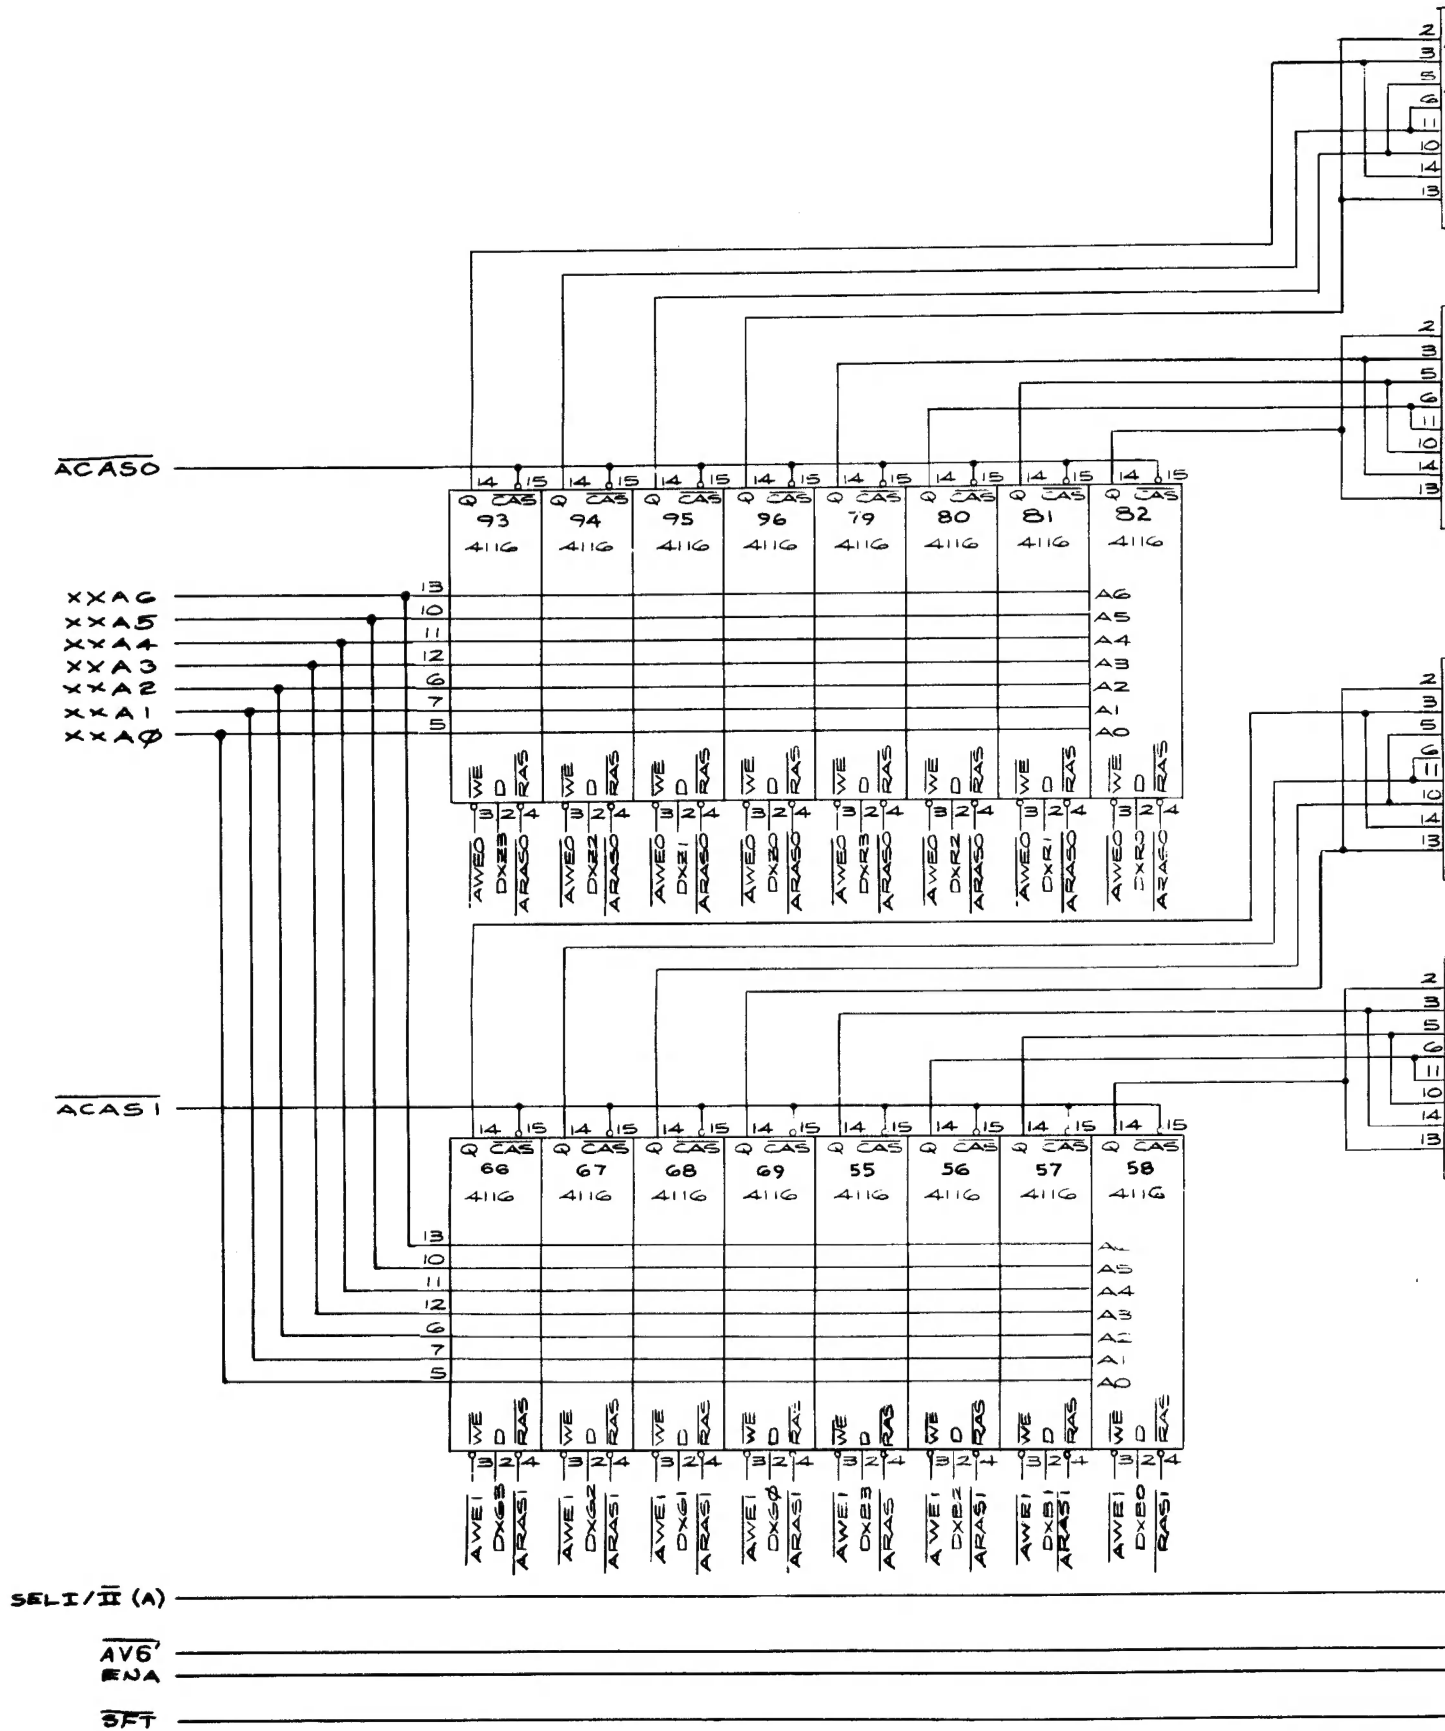 2
3
5
6
11
10
14
13
2
3
5
6
11
10
14
13
ACAS0
14 15 14 15 14 15 14 15 14 15 14 15 14 15 14 15
Q CAS Q CAS Q CAS Q CAS Q CAS Q CAS Q CAS Q CAS
93 94 95 96 79 80 81 82
4116 4116 4116 4116 4116 4116 4116 4116
XXA6 13 A6
XXA5 10 A5
XXA4 11 A4
XXA3 12 A3
XXA2 6 A2
XXA1 7 A1
XXAØ 5 A0
2
3
5
6
11
10
14
13
WE D RAS WE D RAS WE D RAS WE D RAS WE D RAS WE D RAS WE D RAS WE D RAS
3 2 4 3 2 4 3 2 4 3 2 4 3 2 4 3 2 4 3 2 4 3 2 4
AWE0 DXZ3 ARAS0 AWE0 DXZ2 ARAS0 AWE0 DXZ1 ARAS0 AWE0 DXZ0 ARAS0 AWE0 DXR3 ARAS0 AWE0 DXR2 ARAS0 AWE0 DXR1 ARAS0 AWE0 DXR0 ARAS0
2
3
5
6
11
10
14
13
ACAS1
14 15 14 15 14 15 14 15 14 15 14 15 14 15 14 15
Q CAS Q CAS Q CAS Q CAS Q CAS Q CAS Q CAS Q CAS
66 67 68 69 55 56 57 58
4116 4116 4116 4116 4116 4116 4116 4116
13
10 A5
11 A4
12 A3
6 A2
7 A1
5 A0
WE D RAS WE D RAS WE D RAS WE D RAS WE D RAS WE D RAS WE D RAS WE D RAS
3 2 4 3 2 4 3 2 4 3 2 4 3 2 4 3 2 4 3 2 4 3 2 4
AWE1 DXG3 ARAS1 AWE1 DXG2 ARAS1 AWE1 DXG1 ARAS1 AWE1 DXGØ ARAS1 AWE1 DXB3 ARAS AWE1 DXB2 ARAS1 AWE1 DXB1 ARAS1 AWE1 DXB0 RAS1
SELI/II (A)
AV6'
ENA
SFT